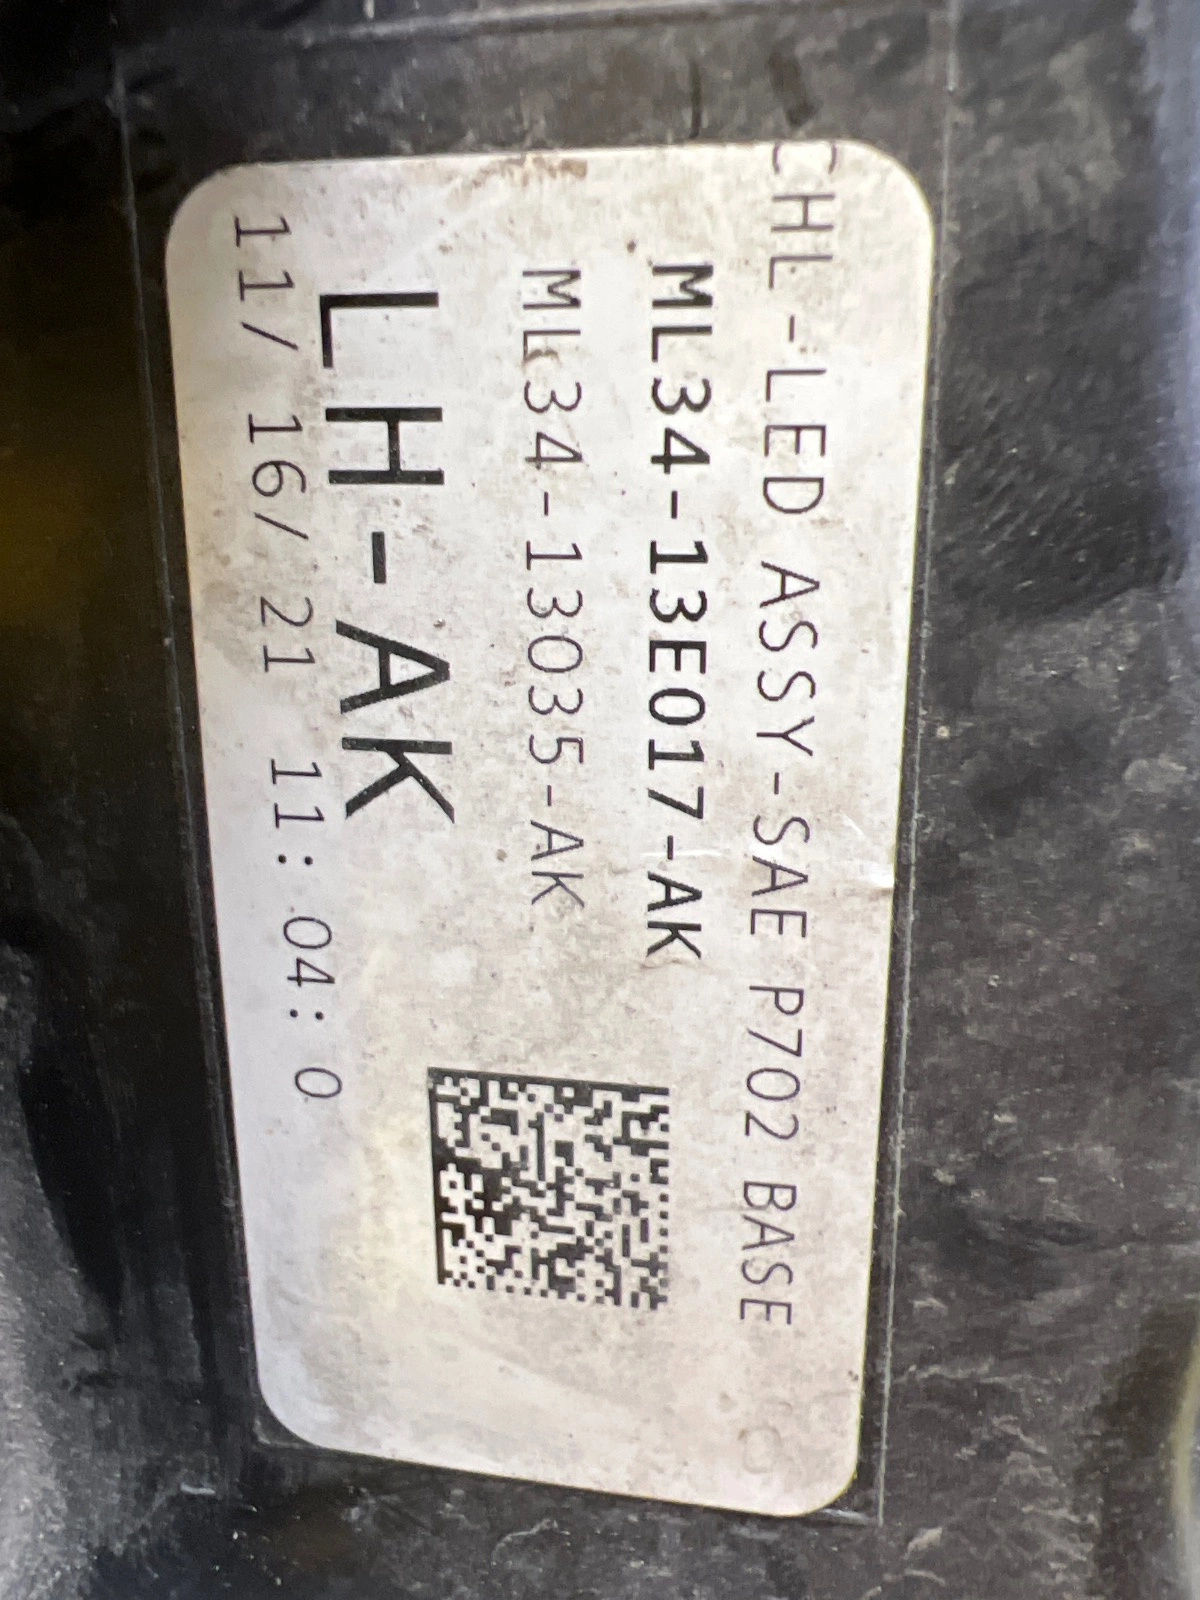 CHL-LED ASSY-SAE P702 BASE
ML34-13E017-AK
ML34-13035-AK
LH-AK
11/16/21 11:04:0